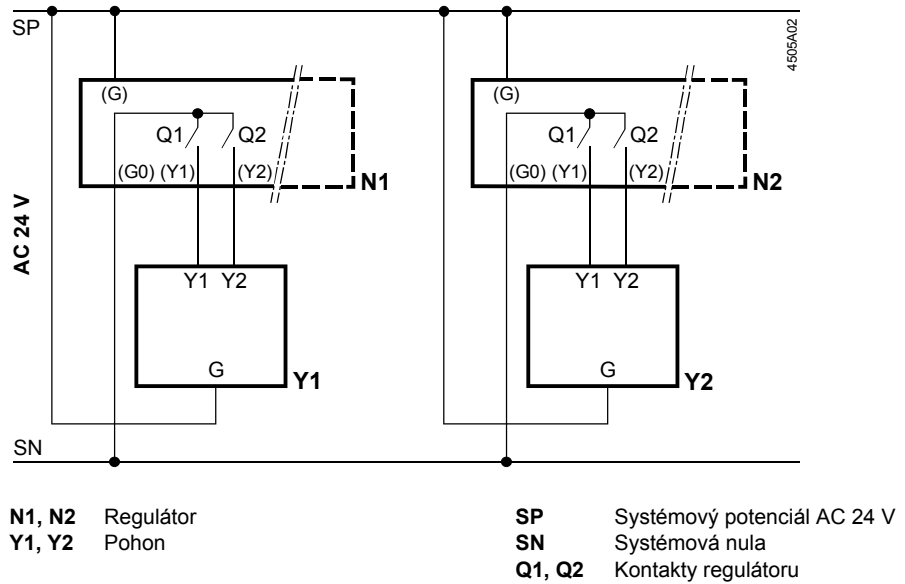 SP
4505A02
(G) (G)
Q1 Q2 Q1 Q2
(G0) (Y1) (Y2) N1 (G0) (Y1) (Y2) N2
AC 24 V
Y1 Y2 Y1 Y2
G Y1 G Y2
SN
N1, N2 Regulátor SP Systémový potenciál AC 24 V
Y1, Y2 Pohon SN Systémová nula
Q1, Q2 Kontakty regulátoru